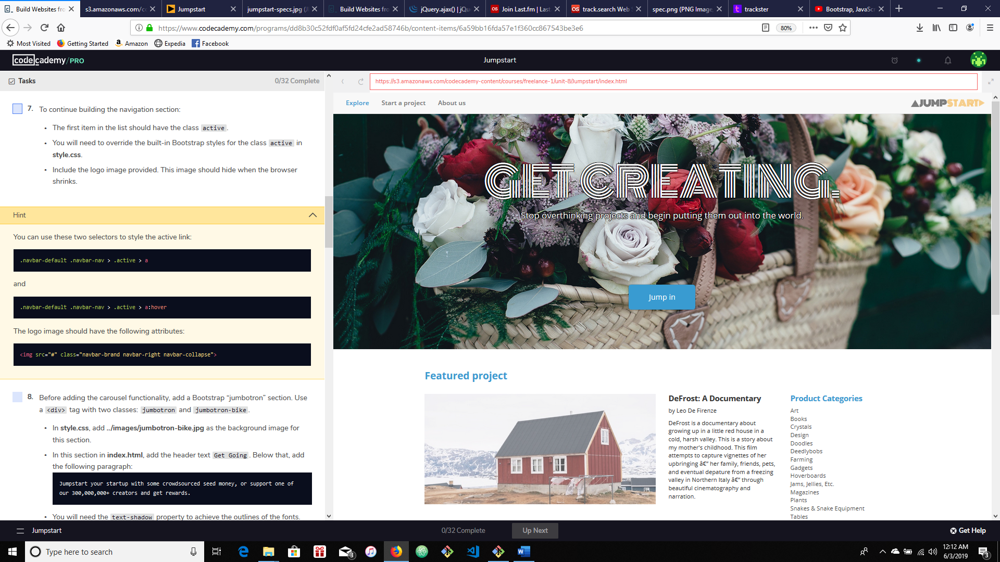 Build Websites fro
s3.amazonaws.com/co
Jumpstart
jumpstart-specs.jpg (J
Build Websites fro
jQuery.ajax() | jQu
Join Last.fm | Last.
track.search Web S
spec.png (PNG Image,
trackster
Bootstrap, JavaScr
https://www.codecademy.com/programs/dd8b30c52fdf0af5fd24cfe2ad58746b/content-items/6a59bb16fda57e1f360cc867543be3e6
80%
Most Visited
Getting Started
Amazon
Expedia
Facebook
codecademy/PRO
Jumpstart
Tasks
0/32 Complete
https://s3.amazonaws.com/codecademy-content/courses/freelance-1/unit-8/Jumpstart/index.html
7. To continue building the navigation section:
• The first item in the list should have the class active.
• You will need to override the built-in Bootstrap styles for the class active in
style.css.
• Include the logo image provided. This image should hide when the browser
shrinks.
Hint
You can use these two selectors to style the active link:
.navbar-default .navbar-nav > .active > a
and
.navbar-default .navbar-nav > .active > a:hover
The logo image should have the following attributes:
<img src="#" class="navbar-brand navbar-right navbar-collapse">
8. Before adding the carousel functionality, add a Bootstrap “jumbotron” section. Use
a <div> tag with two classes: jumbotron and jumbotron-bike.
• In style.css, add ../images/jumbotron-bike.jpg as the background image for
this section.
• In this section in index.html, add the header text Get Going. Below that, add
the following paragraph:
Jumpstart your startup with some crowdsourced seed money, or support one of
our 300,000,000+ creators and get rewards.
• You will need the text-shadow property to achieve the outlines of the fonts.
Explore
Start a project
About us
JUMPSTART
GET CREATING.
Stop overthinking projects and begin putting them out into the world.
Jump in
Featured project
DeFrost: A Documentary
by Leo De Firenze
DeFrost is a documentary about
growing up in a little red house in a
cold, harsh valley. This is a story about
my mother's childhood. This film
attempts to capture vignettes of her
upbringing â€” her family, friends, pets,
and eventual depature from a freezing
valley in Northern Italy â€” through
beautiful cinematography and
narration.
Product Categories
Art
Books
Crystals
Design
Doodles
Deedlybobs
Farming
Gadgets
Hoverboards
Jams, Jellies, Etc.
Magazines
Plants
Snakes & Snake Equipment
Tables
Jumpstart
0/32 Complete
Up Next
Get Help
Type here to search
3
12:12 AM
6/3/2019
3